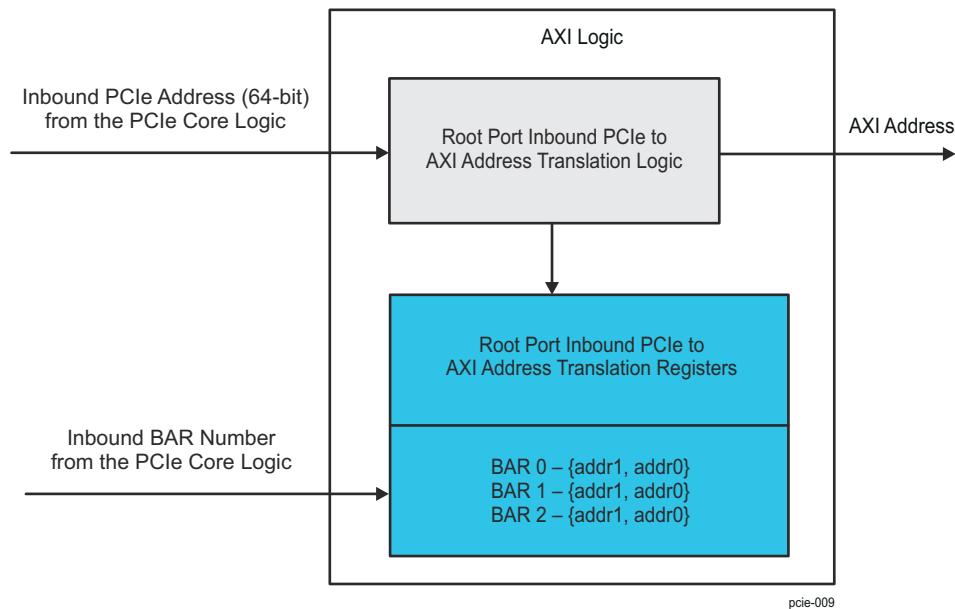 AXI Logic
Inbound PCIe Address (64-bit)
from the PCIe Core Logic
Root Port Inbound PCIe to
AXI Address Translation Logic
AXI Address
Root Port Inbound PCIe to
AXI Address Translation Registers
Inbound BAR Number
from the PCIe Core Logic
BAR 0 – {addr1, addr0}
BAR 1 – {addr1, addr0}
BAR 2 – {addr1, addr0}
pcie-009